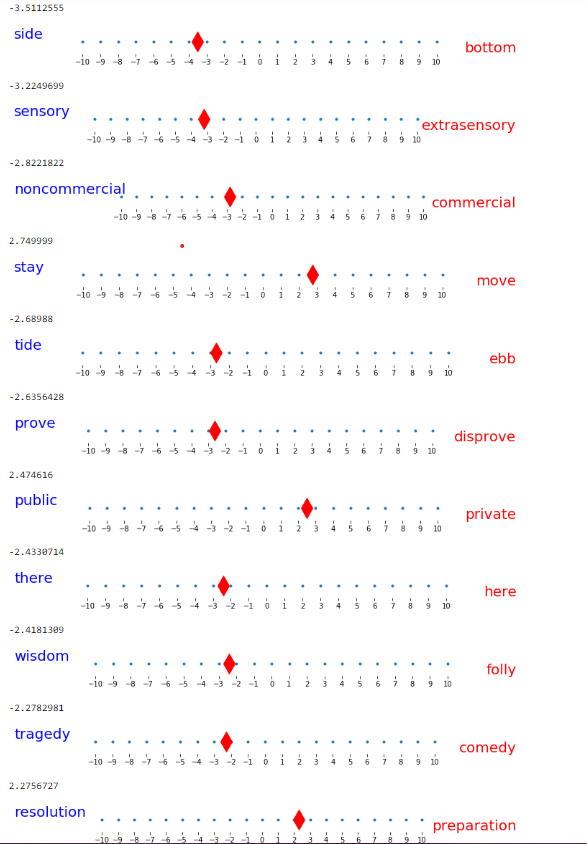 -3.5112555
side
bottom
−10 −9 −8 −7 −6 −5 −4 −3 −2 −1 0 1 2 3 4 5 6 7 8 9 10
-3.2249699
sensory
extrasensory
−10 −9 −8 −7 −6 −5 −4 −3 −2 −1 0 1 2 3 4 5 6 7 8 9 10
-2.8221822
noncommercial
commercial
−10 −9 −8 −7 −6 −5 −4 −3 −2 −1 0 1 2 3 4 5 6 7 8 9 10
2.749999
stay
move
−10 −9 −8 −7 −6 −5 −4 −3 −2 −1 0 1 2 3 4 5 6 7 8 9 10
-2.68988
tide
ebb
−10 −9 −8 −7 −6 −5 −4 −3 −2 −1 0 1 2 3 4 5 6 7 8 9 10
-2.6356428
prove
disprove
−10 −9 −8 −7 −6 −5 −4 −3 −2 −1 0 1 2 3 4 5 6 7 8 9 10
2.474616
public
private
−10 −9 −8 −7 −6 −5 −4 −3 −2 −1 0 1 2 3 4 5 6 7 8 9 10
-2.4330714
there
here
−10 −9 −8 −7 −6 −5 −4 −3 −2 −1 0 1 2 3 4 5 6 7 8 9 10
-2.4181309
wisdom
folly
−10 −9 −8 −7 −6 −5 −4 −3 −2 −1 0 1 2 3 4 5 6 7 8 9 10
-2.2782981
tragedy
comedy
−10 −9 −8 −7 −6 −5 −4 −3 −2 −1 0 1 2 3 4 5 6 7 8 9 10
2.2756727
resolution
preparation
−10 −9 −8 −7 −6 −5 −4 −3 −2 −1 0 1 2 3 4 5 6 7 8 9 10